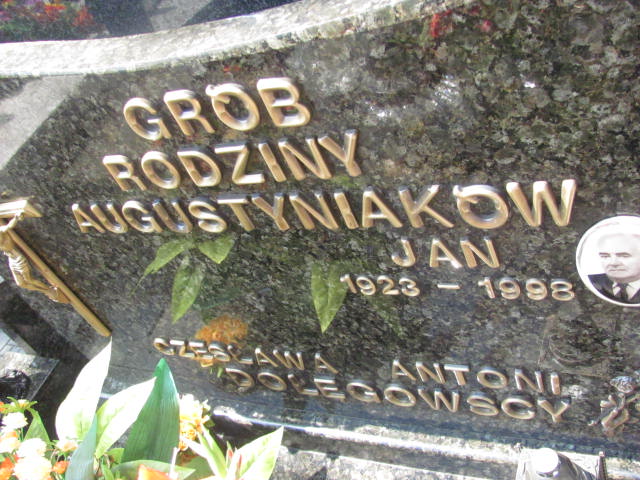 GRÓB
RODZINY
AUGUSTYNIAKÓW
JAN
1923 - 1998
CZESŁAWA ANTONI
DOŁĘGOWSCY